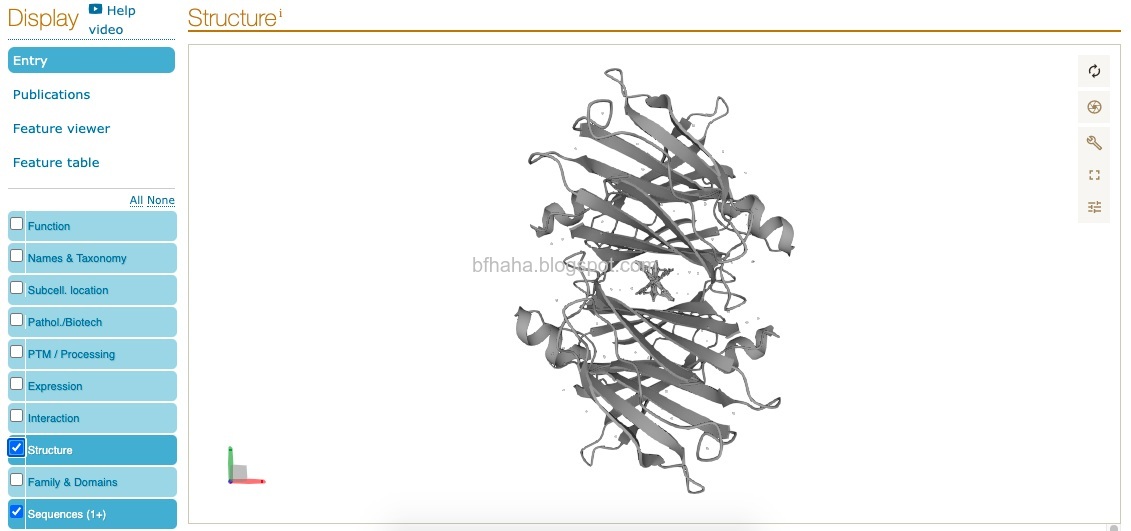 Display
Help
video
Entry
Publications
Feature viewer
Feature table
All None
Function
Names & Taxonomy
Subcell. location
Pathol./Biotech
PTM / Processing
Expression
Interaction
Structure
Family & Domains
Sequences (1+)
Structure i
bfhaha.blogspot.com